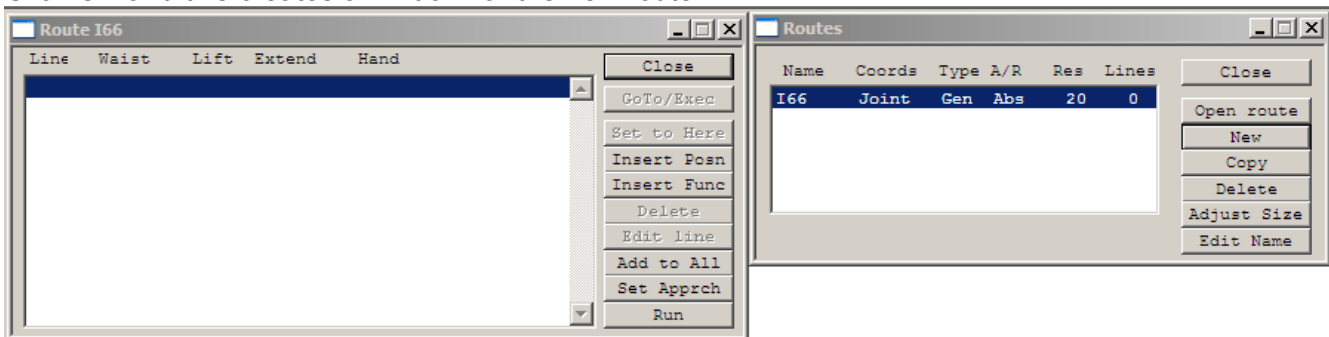 Route I66
Line Waist Lift Extend Hand
Close
GoTo/Exec
Set to Here
Insert Posn
Insert Func
Delete
Edit line
Add to All
Set Apprch
Run
Routes
Name Coords Type A/R Res Lines
I66 Joint Gen Abs 20 0
Close
Open route
New
Copy
Delete
Adjust Size
Edit Name